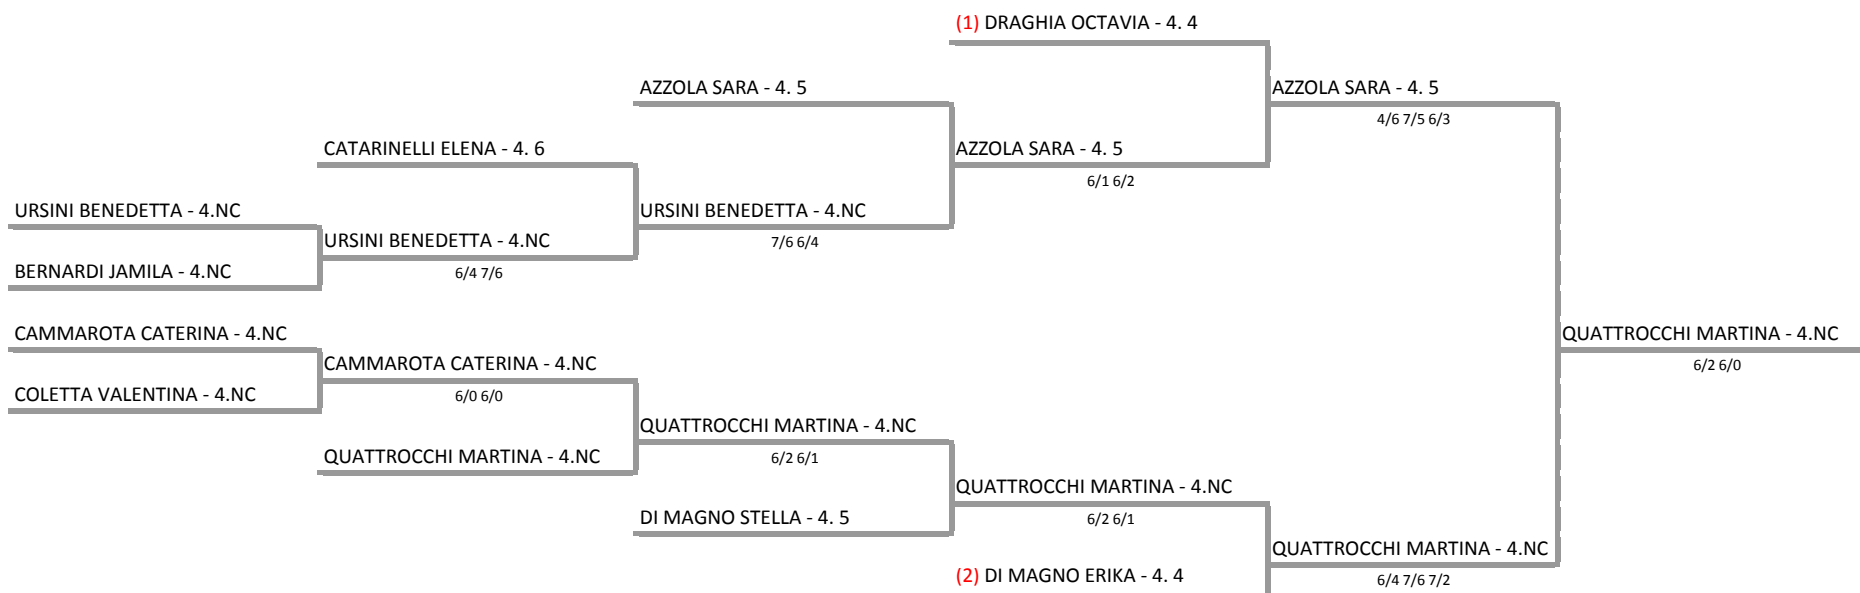 (1) DRAGHIA OCTAVIA - 4. 4
AZZOLA SARA - 4. 5
AZZOLA SARA - 4. 5
4/6 7/5 6/3
CATARINELLI ELENA - 4. 6
AZZOLA SARA - 4. 5
6/1 6/2
URSINI BENEDETTA - 4.NC
URSINI BENEDETTA - 4.NC
URSINI BENEDETTA - 4.NC
7/6 6/4
BERNARDI JAMILA - 4.NC
6/4 7/6
CAMMAROTA CATERINA - 4.NC
QUATTROCCHI MARTINA - 4.NC
CAMMAROTA CATERINA - 4.NC
6/2 6/0
COLETTA VALENTINA - 4.NC
6/0 6/0
QUATTROCCHI MARTINA - 4.NC
QUATTROCCHI MARTINA - 4.NC
6/2 6/1
QUATTROCCHI MARTINA - 4.NC
DI MAGNO STELLA - 4. 5
6/2 6/1
QUATTROCCHI MARTINA - 4.NC
(2) DI MAGNO ERIKA - 4. 4
6/4 7/6 7/2